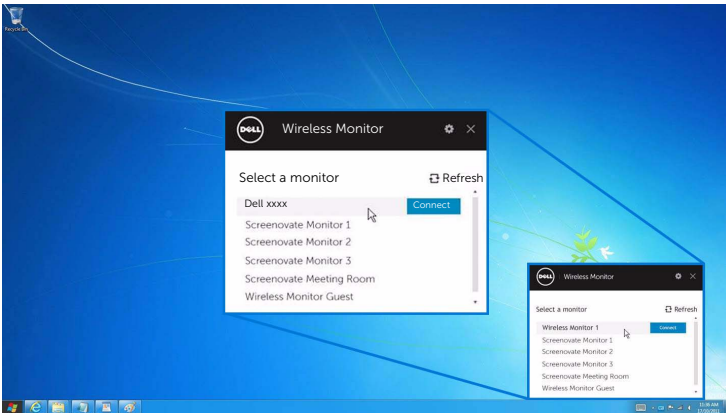 Recycle Bin
DELL
Wireless Monitor
Select a monitor
Refresh
Dell xxxx
Connect
Screenovate Monitor 1
Screenovate Monitor 2
Screenovate Monitor 3
Screenovate Meeting Room
Wireless Monitor Guest
DELL
Wireless Monitor
Select a monitor
Refresh
Wireless Monitor 1
Connect
Screenovate Monitor 1
Screenovate Monitor 2
Screenovate Monitor 3
Screenovate Meeting Room
Wireless Monitor Guest